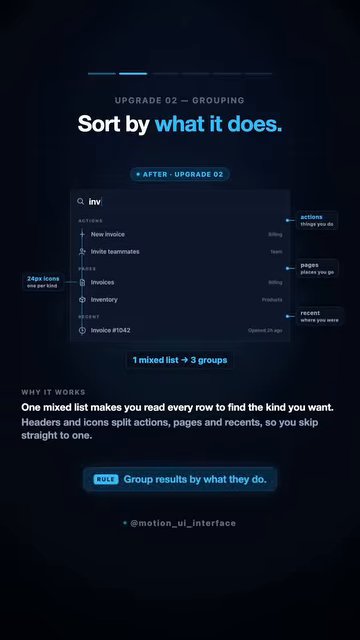 UPGRADE 02 — GROUPING
Sort by what it does.
AFTER · UPGRADE 02
inv
ACTIONS
New invoice Billing
Invite teammates Team
PAGES
Invoices Billing
Inventory Products
RECENT
Invoice #1042 Opened 2h ago
actions
things you do
pages
places you go
recent
where you were
24px icons
one per kind
1 mixed list → 3 groups
WHY IT WORKS
One mixed list makes you read every row to find the kind you want.
Headers and icons split actions, pages and recents, so you skip
straight to one.
RULE Group results by what they do.
@motion_ui_interface